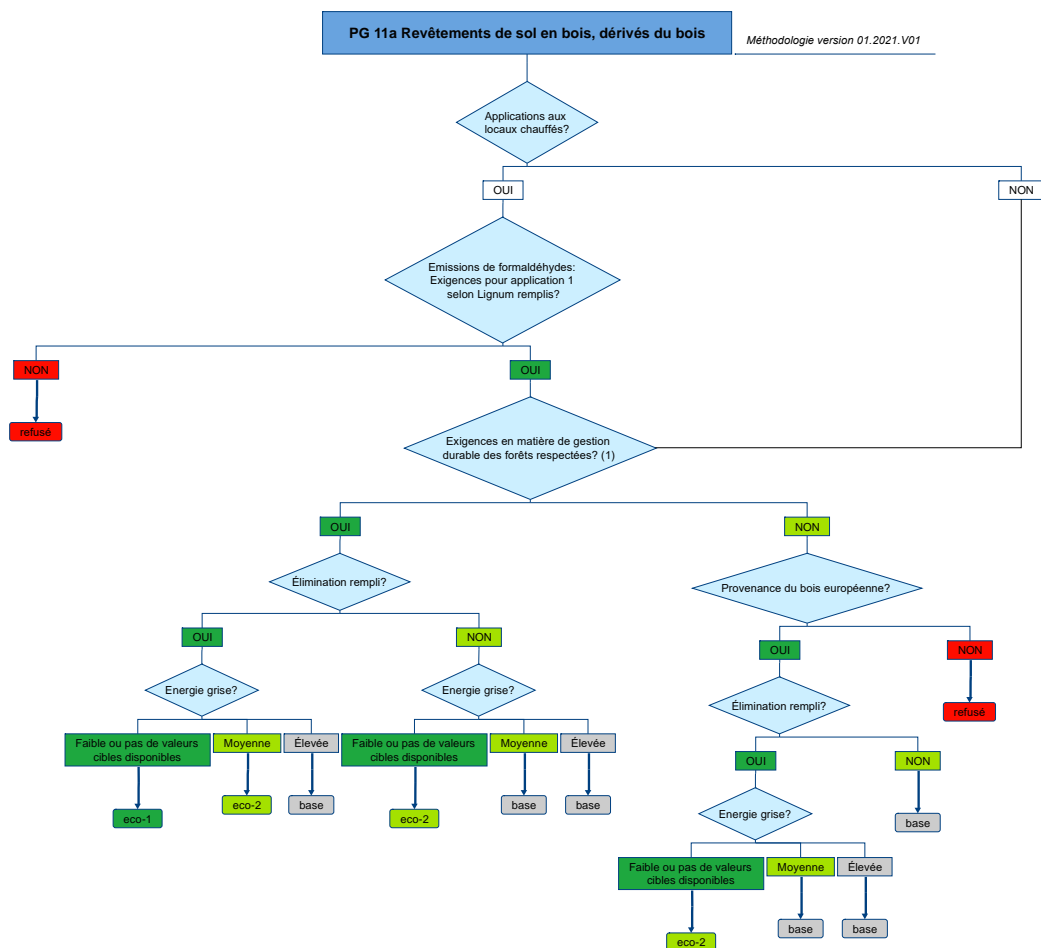 PG 11a Revêtements de sol en bois, dérivés du bois
Méthodologie version 01.2021.V01
Applications aux
locaux chauffés?
OUI
NON
Emissions de formaldéhydes:
Exigences pour application 1
selon Lignum remplis?
NON
OUI
refusé
Exigences en matière de gestion
durable des forêts respectées? (1)
OUI
NON
Élimination rempli?
Provenance du bois européenne?
OUI
NON
OUI
NON
Energie grise?
Energie grise?
Élimination rempli?
refusé
Faible ou pas de valeurs
cibles disponibles
Moyenne
Élevée
Faible ou pas de valeurs
cibles disponibles
Moyenne
Élevée
OUI
NON
eco-1
eco-2
base
eco-2
base
base
Energie grise?
base
Faible ou pas de valeurs
cibles disponibles
Moyenne
Élevée
eco-2
base
base